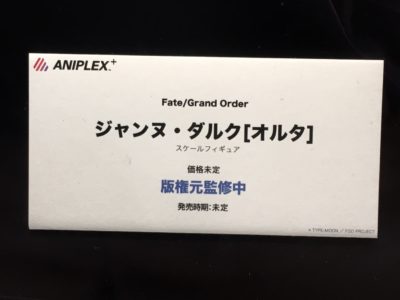 ANIPLEX+
Fate/Grand Order
ジャンヌ・ダルク[オルタ]
スケールフィギュア
価格未定
版権元監修中
発売時期:未定
© TYPE-MOON / FGO PROJECT